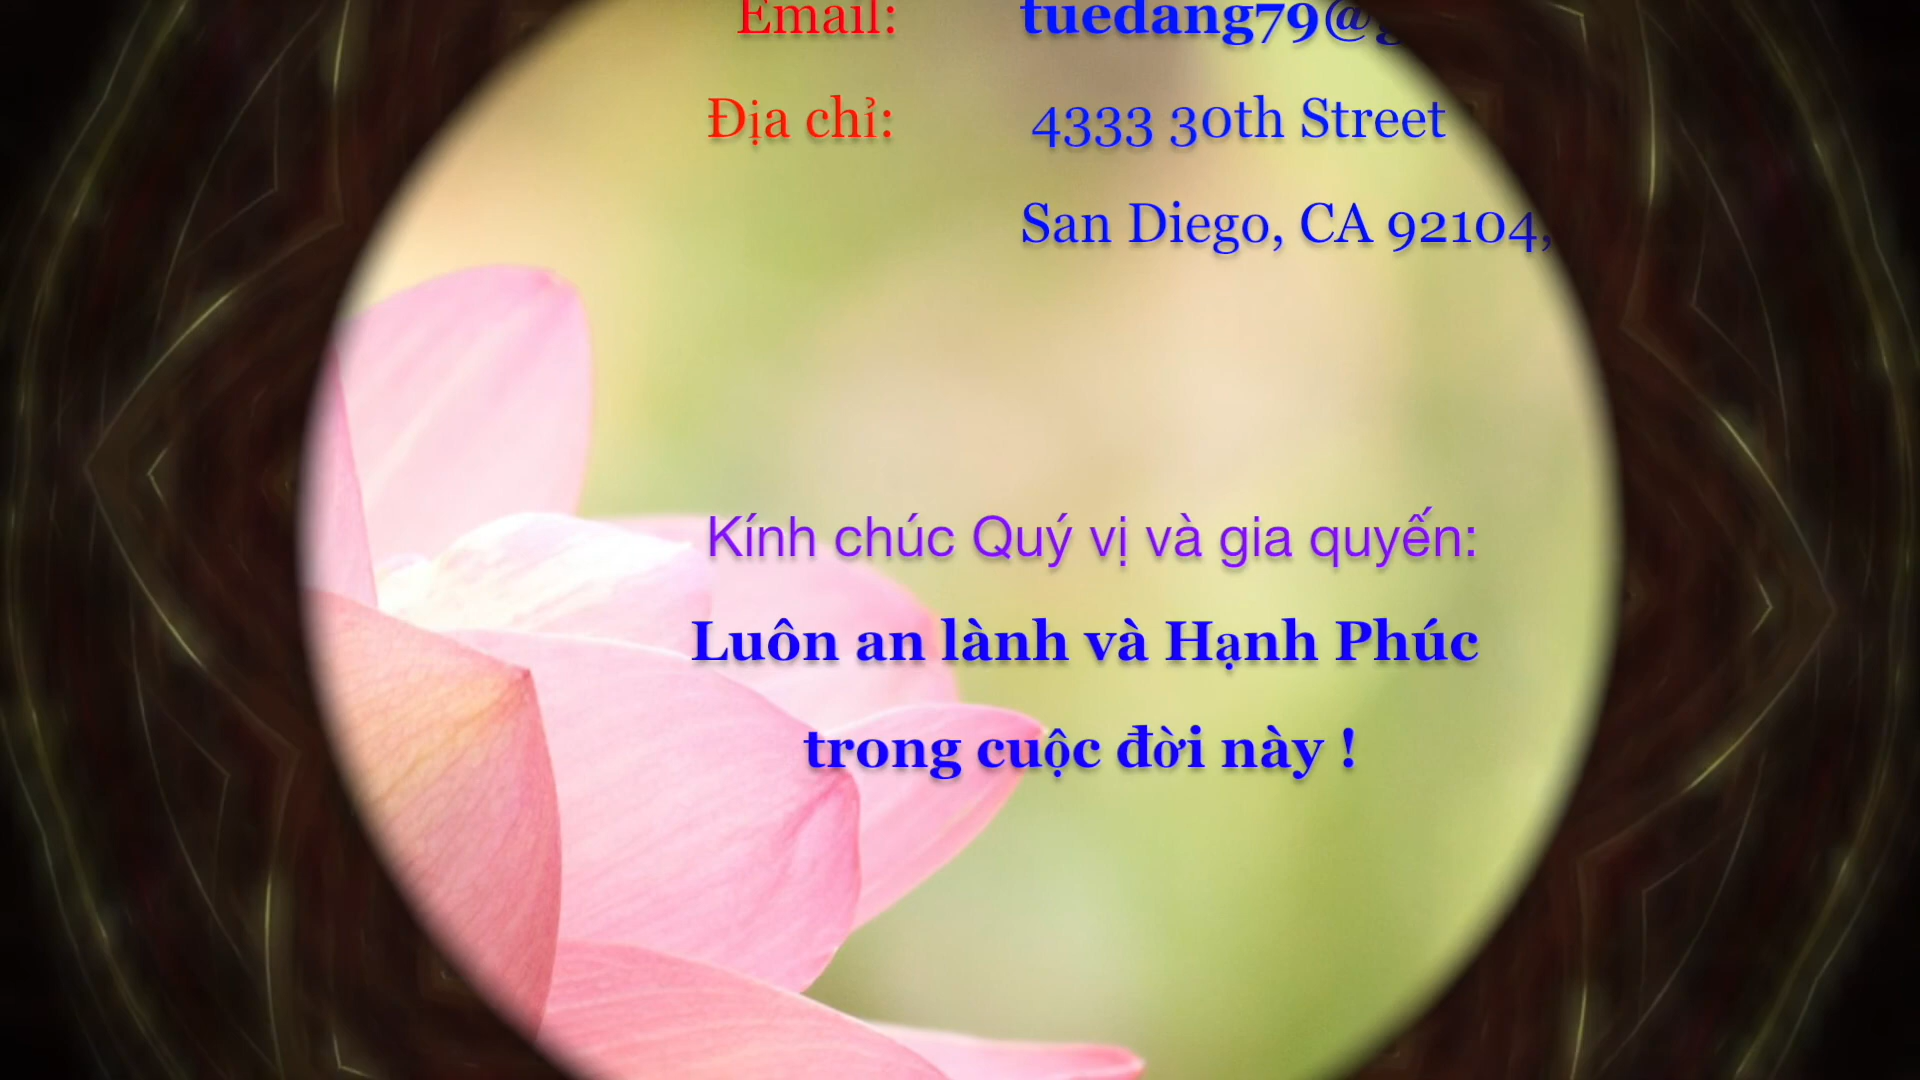 Email: tuedang79@g
Địa chỉ: 4333 30th Street
San Diego, CA 92104,
Kính chúc Quý vị và gia quyến:
Luôn an lành và Hạnh Phúc
trong cuộc đời này !